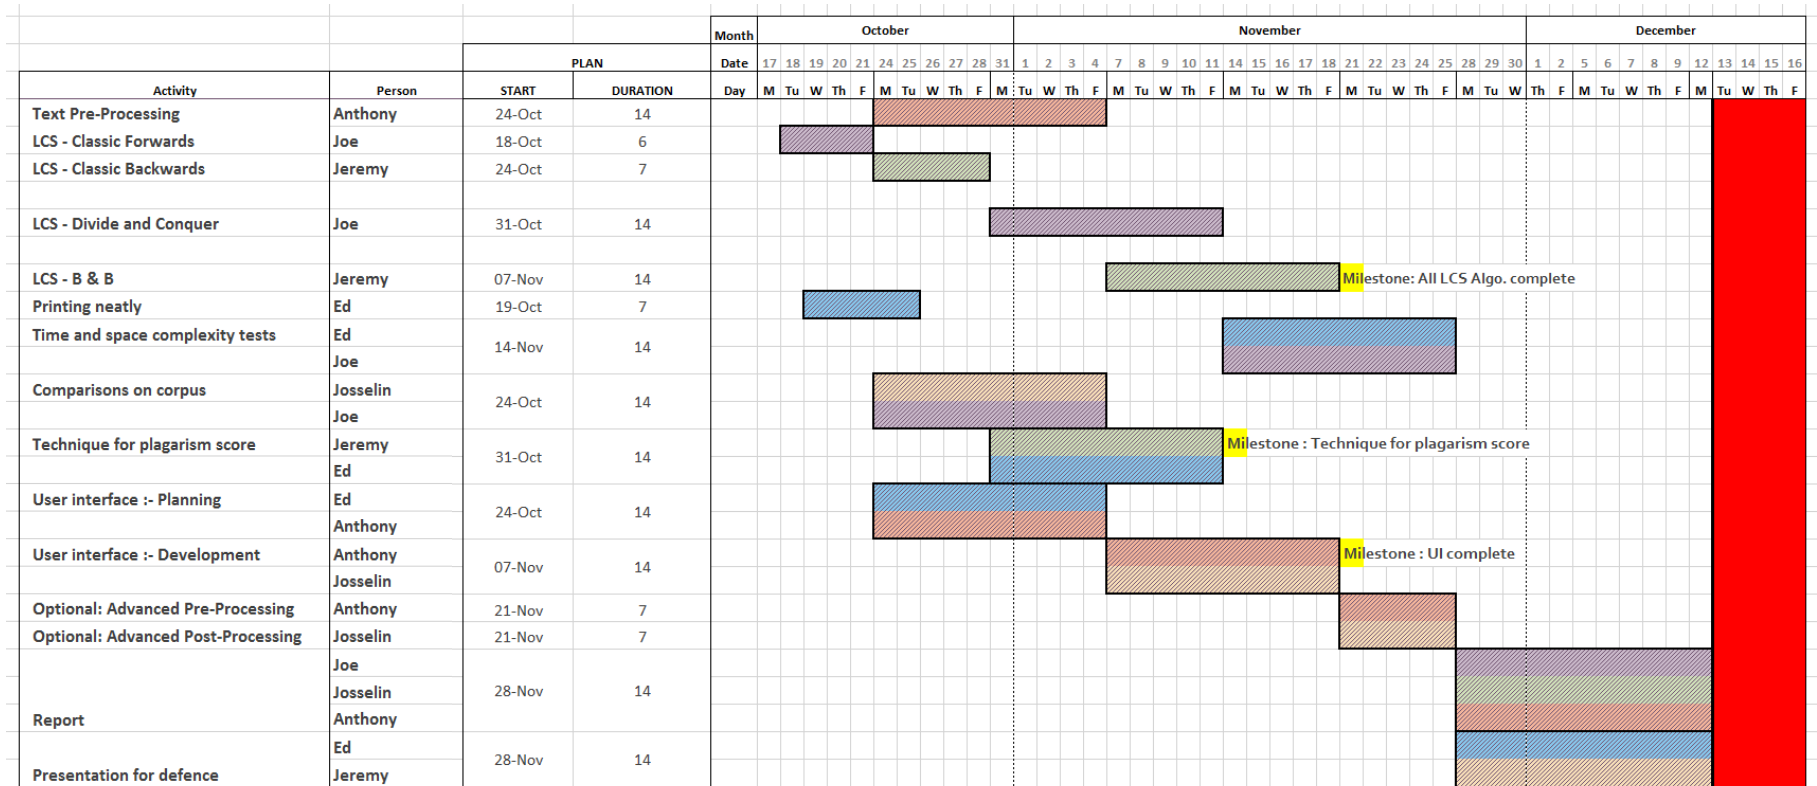 Month October November December
PLAN Date 17 18 19 20 21 24 25 26 27 28 31 1 2 3 4 7 8 9 10 11 14 15 16 17 18 21 22 23 24 25 28 29 30 1 2 5 6 7 8 9 12 13 14 15 16
Activity Person START DURATION Day M Tu W Th F M Tu W Th F M Tu W Th F M Tu W Th F M Tu W Th F M Tu W Th F M Tu W Th F M Tu W Th F M Tu W Th F
Text Pre-Processing Anthony 24-Oct 14
LCS - Classic Forwards Joe 18-Oct 6
LCS - Classic Backwards Jeremy 24-Oct 7
LCS - Divide and Conquer Joe 31-Oct 14
LCS - B & B Jeremy 07-Nov 14 Milestone: All LCS Algo. complete
Printing neatly Ed 19-Oct 7
Time and space complexity tests Ed
14-Nov 14
Joe
Comparisons on corpus Josselin
24-Oct 14
Joe
Technique for plagarism score Jeremy Milestone : Technique for plagarism score
31-Oct 14
Ed
User interface :- Planning Ed
24-Oct 14
Anthony
User interface :- Development Anthony Milestone : UI complete
07-Nov 14
Josselin
Optional: Advanced Pre-Processing Anthony 21-Nov 7
Optional: Advanced Post-Processing Josselin 21-Nov 7
Joe
Josselin 28-Nov 14
Report Anthony
Ed
28-Nov 14
Presentation for defence Jeremy